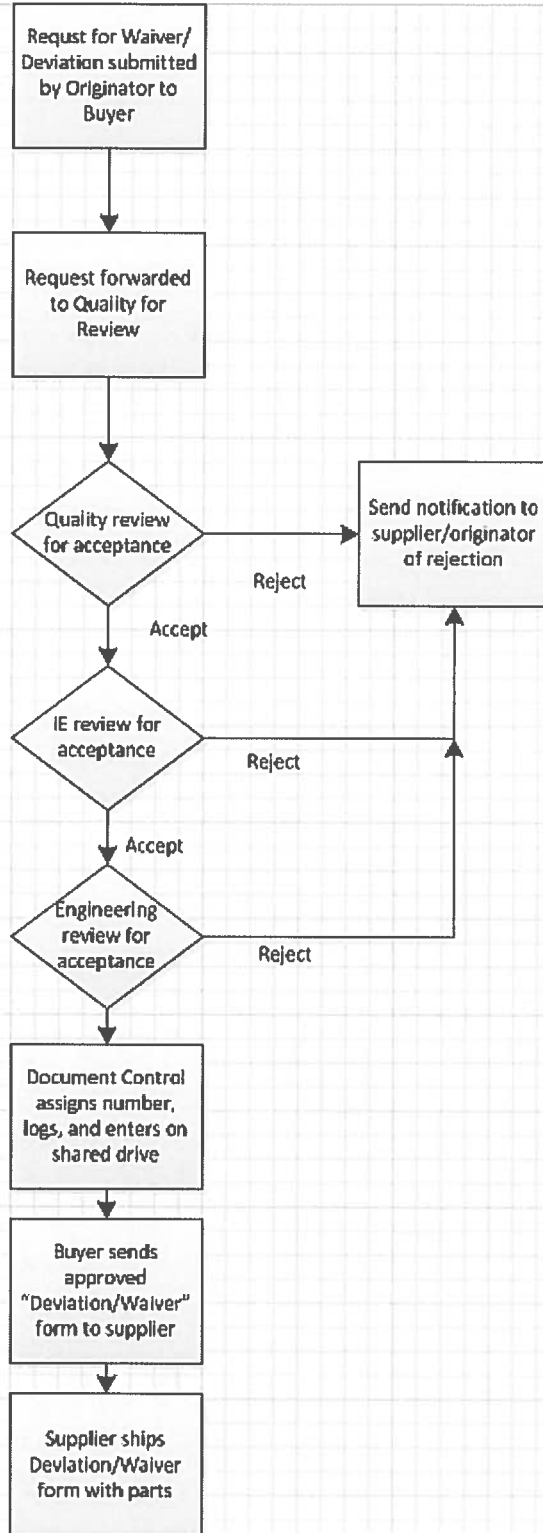 Requst for Waiver/
Deviation submitted
by Originator to
Buyer
Request forwarded
to Quality for
Review
Quality review
for acceptance
Reject
Send notification to
supplier/originator
of rejection
Accept
IE review for
acceptance
Reject
Accept
Engineering
review for
acceptance
Reject
Document Control
assigns number,
logs, and enters on
shared drive
Buyer sends
approved
"Deviation/Waiver"
form to supplier
Supplier ships
Deviation/Waiver
form with parts